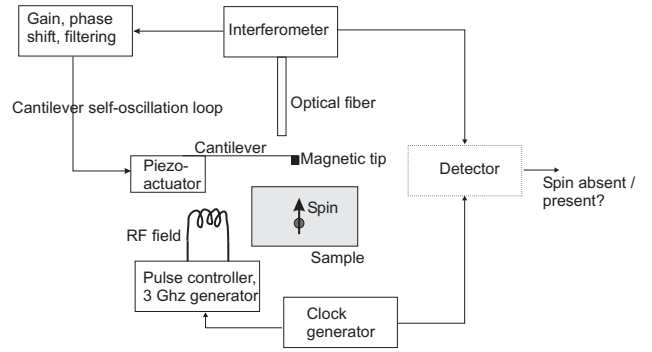 Gain, phase
shift, filtering
Interferometer
Optical fiber
Cantilever self-oscillation loop
Cantilever
Magnetic tip
Piezo-
actuator
Detector
Spin absent /
present?
Spin
RF field
Sample
Pulse controller,
3 Ghz generator
Clock
generator